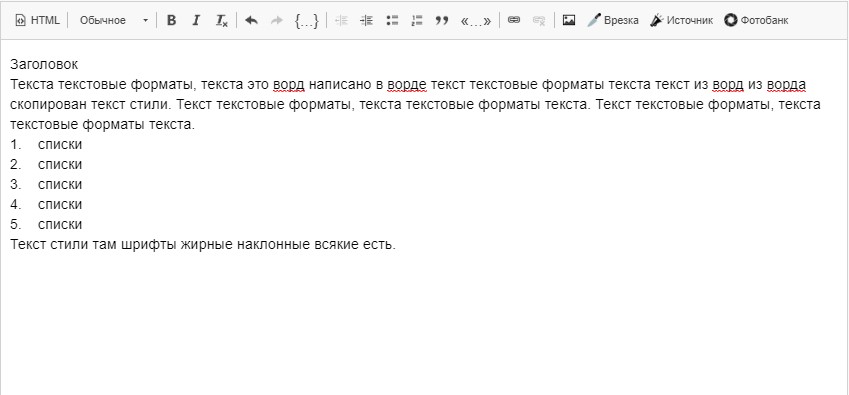 HTML Обычное B I Tx {...} «...» Врезка Источник Фотобанк
Заголовок
Текста текстовые форматы, текста это ворд написано в ворде текст текстовые форматы текста текст из ворд из ворда
скопирован текст стили. Текст текстовые форматы, текста текстовые форматы текста. Текст текстовые форматы, текста
текстовые форматы текста.
1. списки
2. списки
3. списки
4. списки
5. списки
Текст стили там шрифты жирные наклонные всякие есть.